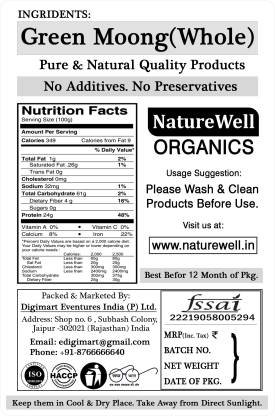 INGRIDENTS:
Green Moong(Whole)
Pure & Natural Quality Products
No Additives. No Preservatives
Nutrition Facts
Serving Size (100g)
Amount Per Serving
Calories 349 Calories from Fat 9
% Daily Value*
Total Fat 1g 2%
Saturated Fat .26g 1%
Trans Fat 0g
Cholesterol 0mg
Sodium 32mg 1%
Total Carbohydrate 61g 3%
Dietary Fiber 4 g 16%
Sugars 0g
Protein 24g 48%
Vitamin A 0% • Vitamin C 0%
Calcium 8% • Iron 22%
*Percent Daily Values are based on a 2,000 calorie diet.
Your Daily Values may be higher or lower depending on
your calorie needs:
Calories: 2,000 2,500
Total Fat Less than 65g 80g
Sat Fat Less than 20g 25g
Cholesterol Less than 300mg 300mg
Sodium Less than 2400mg 2400mg
Total Carbohydrate 300mg 375g
Dietary Fiber 25g 30g
NatureWell
ORGANICS
Usage Suggestion:
Please Wash & Clean
Products Before Use.
Visit us at:
www.naturewell.in
Best Befor 12 Month of Pkg.
Packed & Marketed By:
Digimart Eventures India (P) Ltd.
Address: Shop no. 6 , Subhash Colony,
Jaipur -302021 (Rajasthan) India
Email: edigimart@gmail.com
Phone: +91-8766666640
ISO
HACCP
fssai
22219058005294
MRP(Inc. Tax) ₹
BATCH NO.
NET WEIGHT
DATE OF PKG.
Keep them in Cool & Dry Place. Take Away from Direct Sunlight.